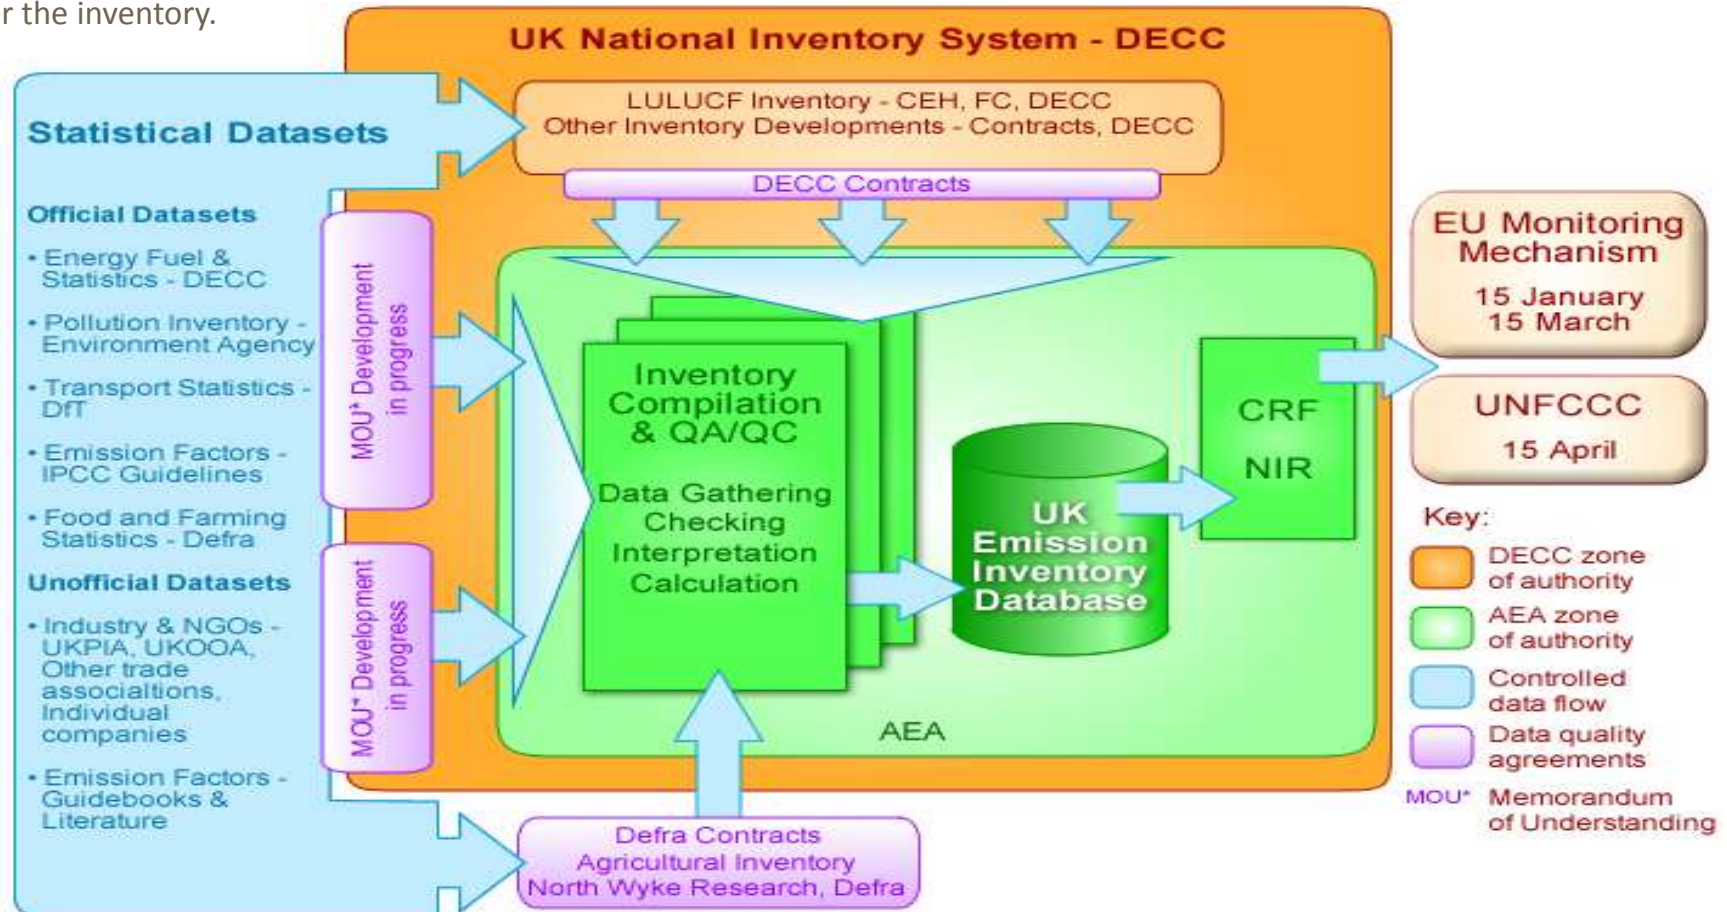 r the inventory.
UK National Inventory System - DECC
LULUCF Inventory - CEH, FC, DECC
Other Inventory Developments - Contracts, DECC
DECC Contracts
Statistical Datasets
Official Datasets
• Energy Fuel &
Statistics - DECC
• Pollution Inventory -
Environment Agency
• Transport Statistics -
DfT
• Emission Factors -
IPCC Guidelines
• Food and Farming
Statistics - Defra
Unofficial Datasets
• Industry & NGOs -
UKPIA, UKOOA,
Other trade
associaltions,
Individual
companies
• Emission Factors -
Guidebooks &
Literature
MOU* Development
in progress
MOU* Development
in progress
Inventory
Compilation
& QA/QC
Data Gathering
Checking
Interpretation
Calculation
UK
Emission
Inventory
Database
CRF
NIR
AEA
Defra Contracts
Agricultural Inventory
North Wyke Research, Defra
EU Monitoring
Mechanism
15 January
15 March
UNFCCC
15 April
Key:
DECC zone
of authority
AEA zone
of authority
Controlled
data flow
Data quality
agreements
MOU* Memorandum
of Understanding